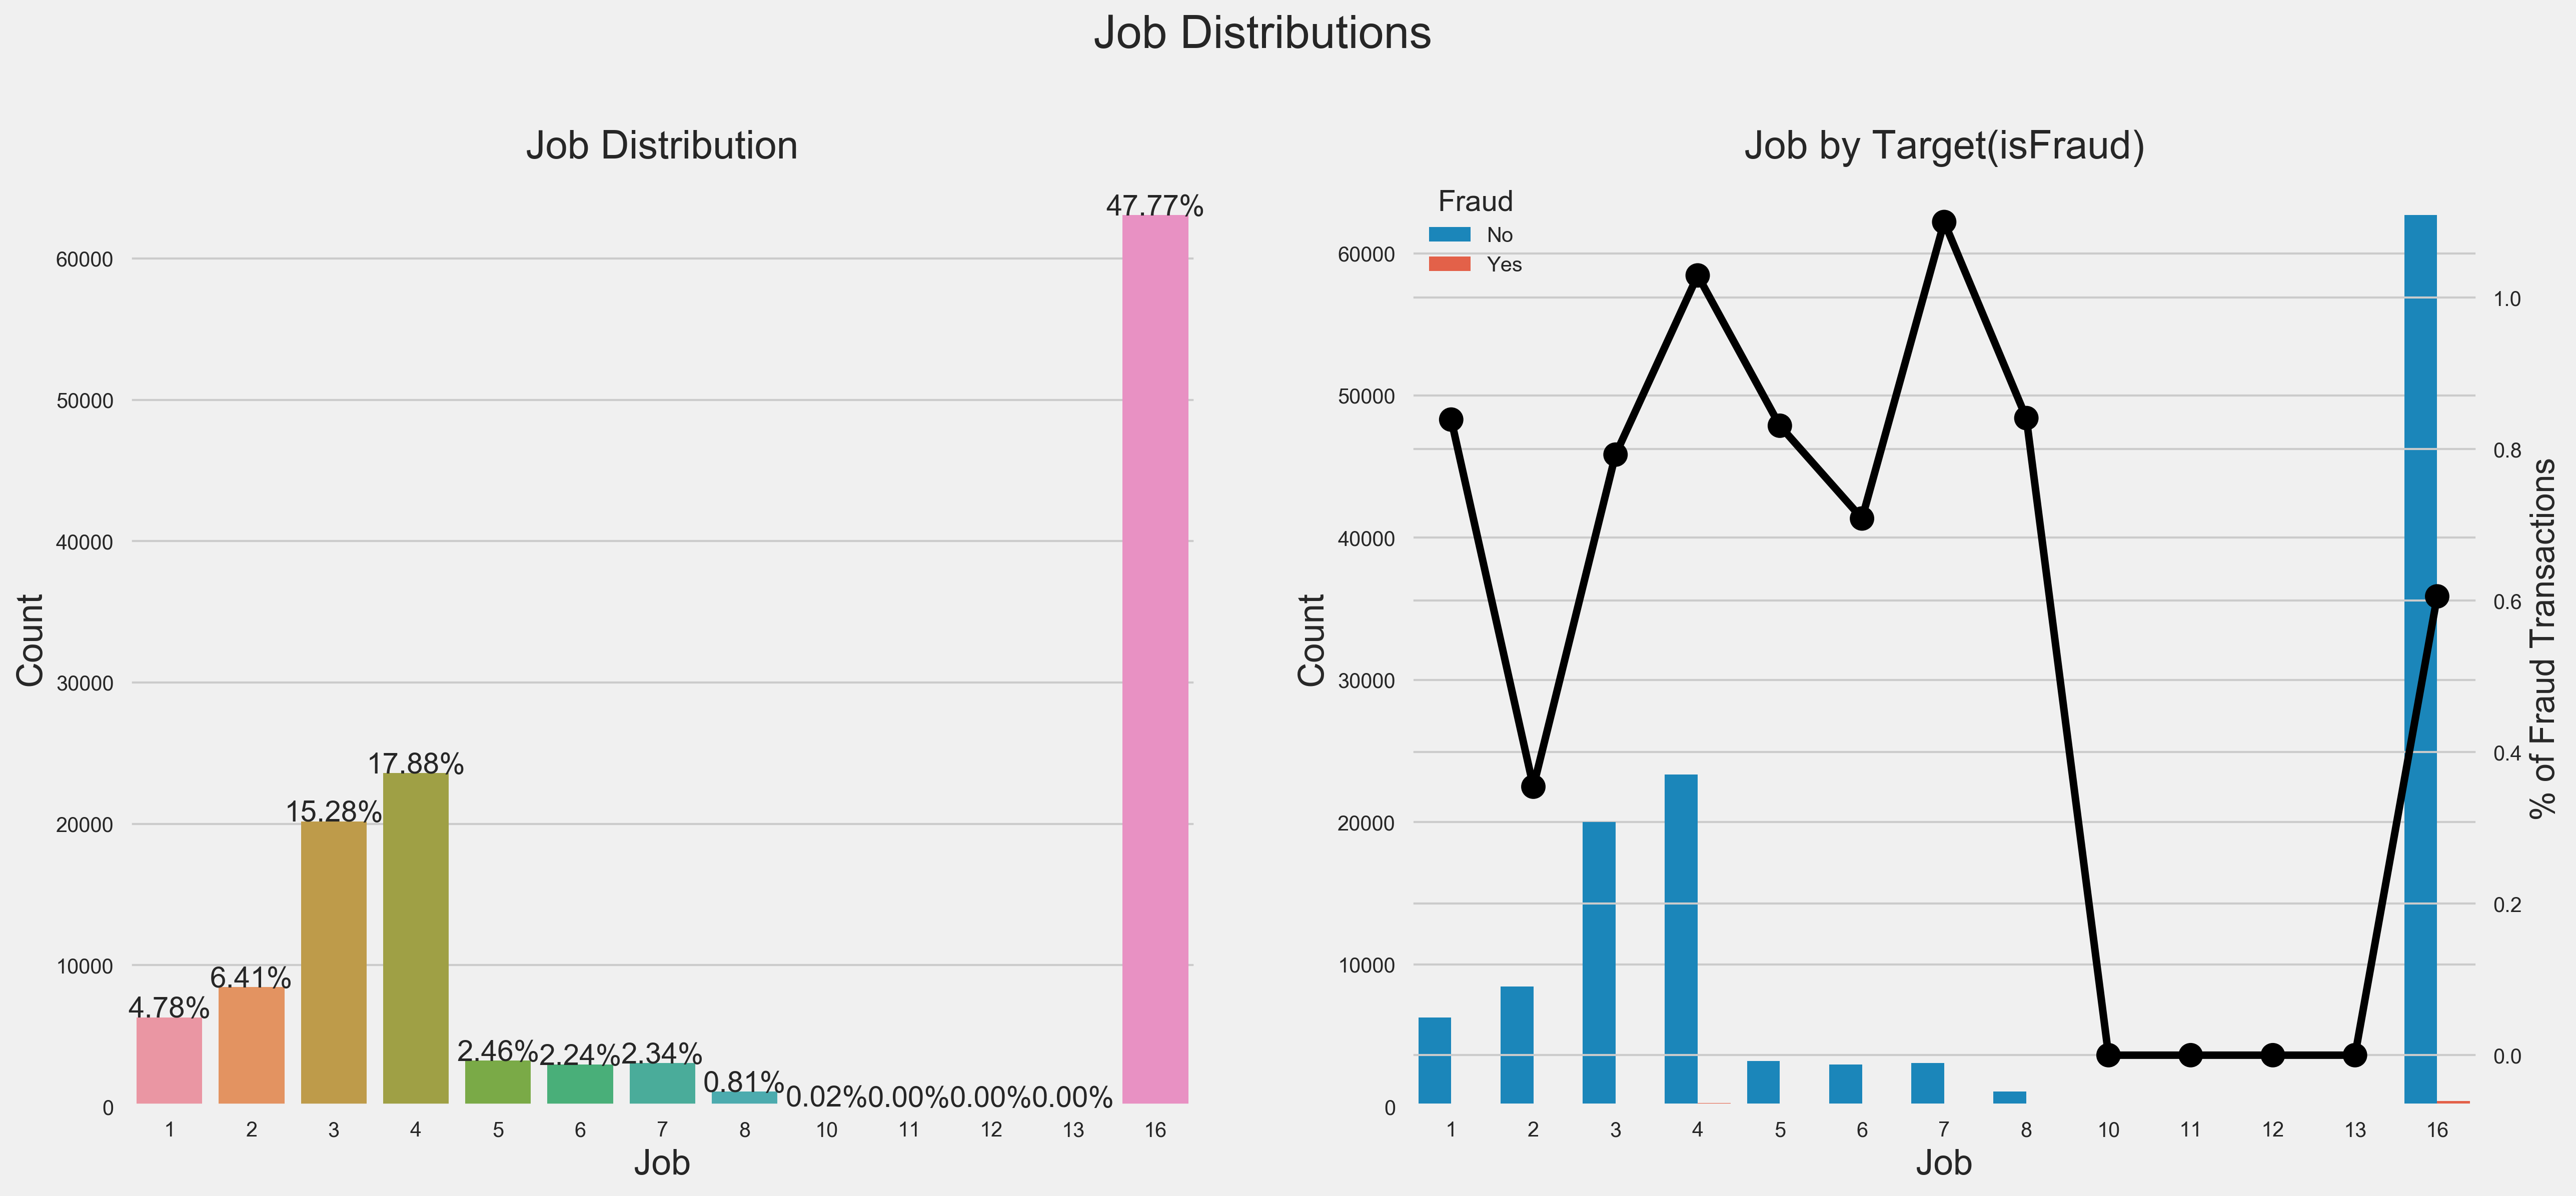 Job Distributions
Job Distribution
47.77%
60000
50000
40000
30000
17.88%
15.28%
20000
10000
6.41%
4.78%
2.46%
2.24%
2.34%
0.81%
0.02%
0.00%
0.00%
0.00%
0
1 2 3 4 5 6 7 8 10 11 12 13 16
Job
Count
Job by Target(isFraud)
Fraud
No
Yes
60000
50000
40000
30000
20000
10000
0
Count
1.0
0.8
0.6
0.4
0.2
0.0
% of Fraud Transactions
1 2 3 4 5 6 7 8 10 11 12 13 16
Job